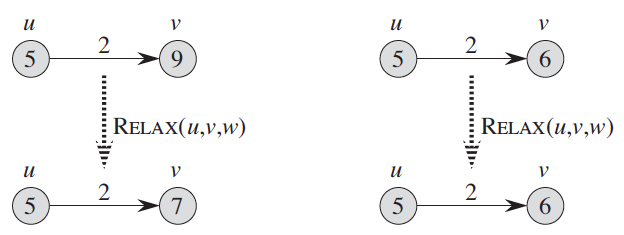 u v u v
2 2
5 9 5 6
RELAX(u,v,w) RELAX(u,v,w)
u v u v
2 2
5 7 5 6